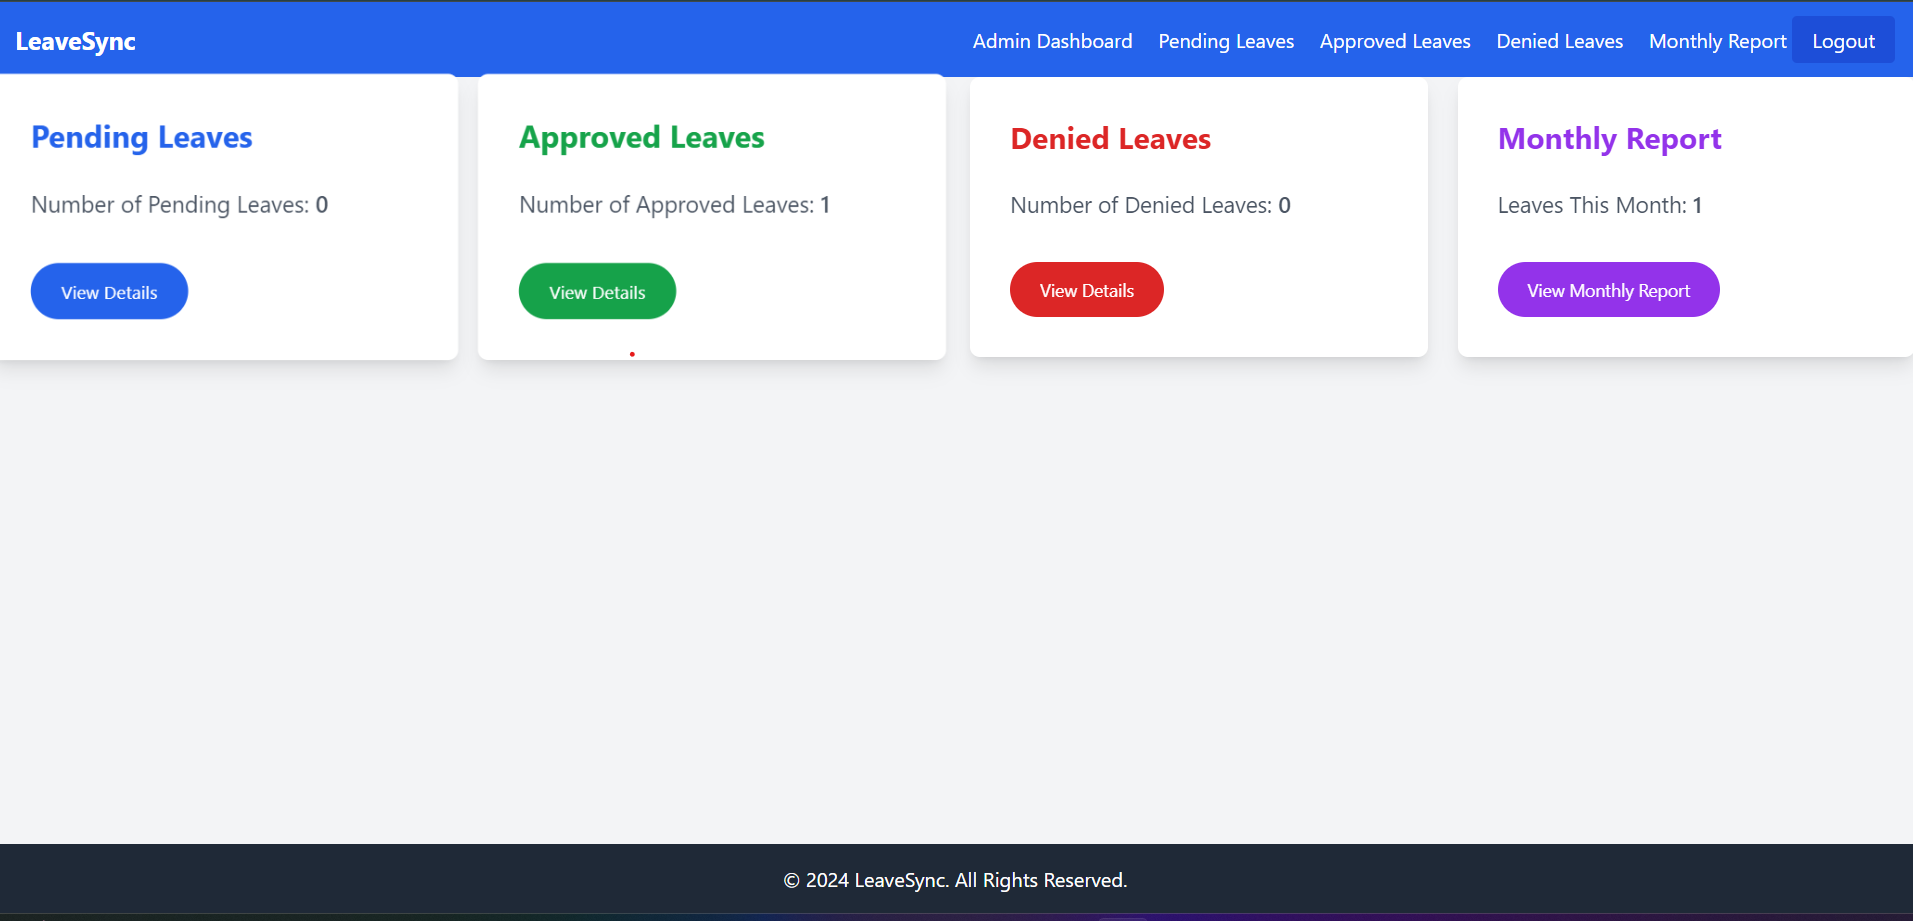 LeaveSync
Admin Dashboard Pending Leaves Approved Leaves Denied Leaves Monthly Report Logout
Pending Leaves
Number of Pending Leaves: 0
View Details
Approved Leaves
Number of Approved Leaves: 1
View Details
Denied Leaves
Number of Denied Leaves: 0
View Details
Monthly Report
Leaves This Month: 1
View Monthly Report
© 2024 LeaveSync. All Rights Reserved.